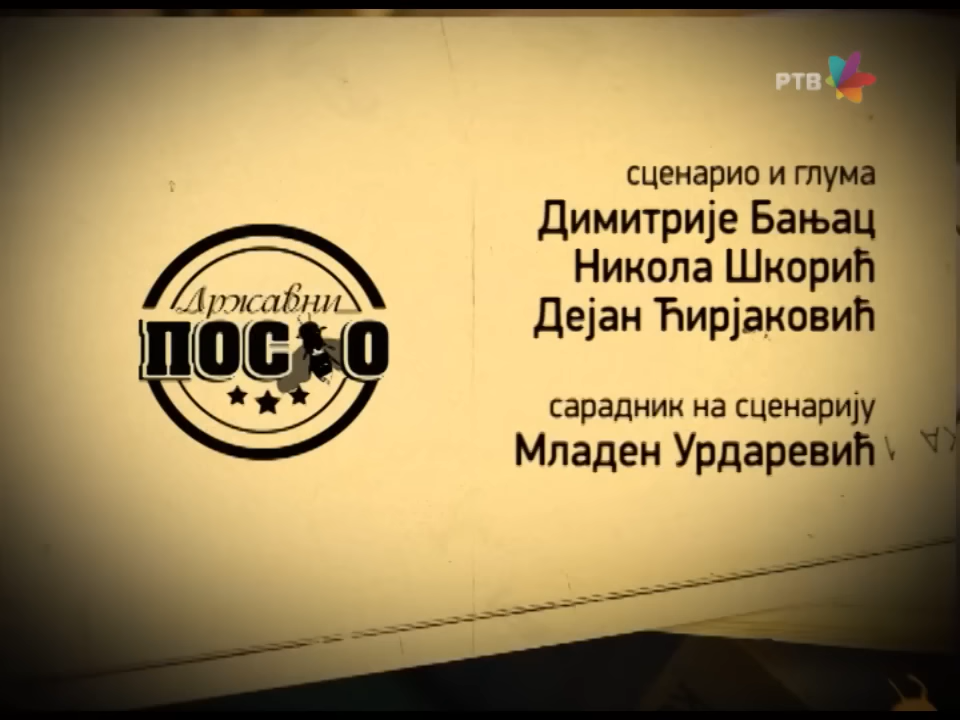 РТВ
Државни
ПОСАО
сценарио и глума
Димитрије Бањац
Никола Шкорић
Дејан Ћирјаковић
сарадник на сценарију
Младен Урдаревић